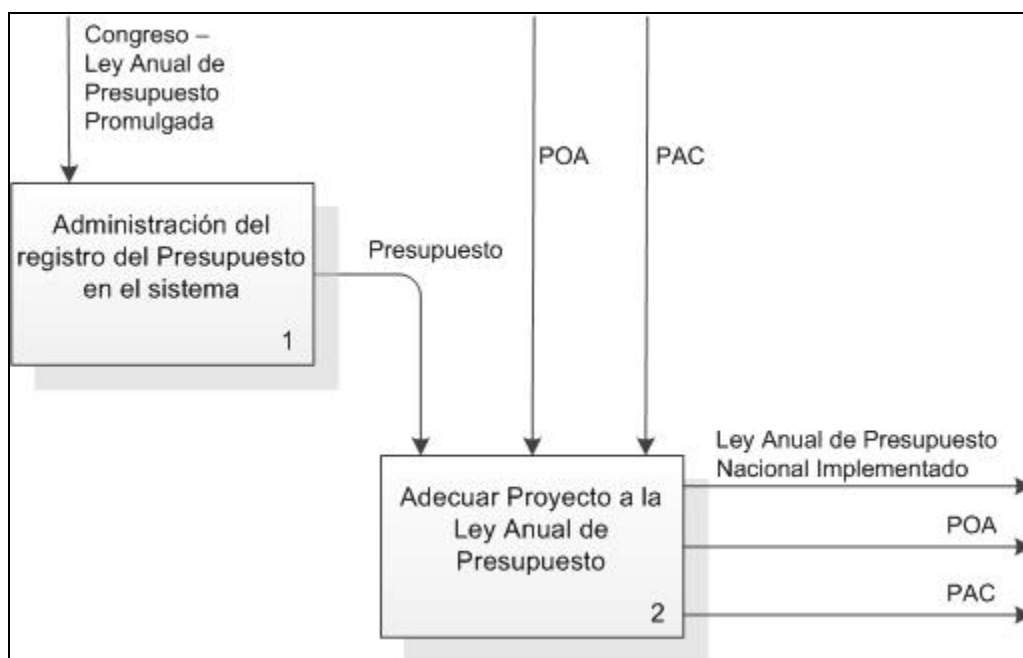 Congreso –
Ley Anual de
Presupuesto
Promulgada
POA
PAC
Administración del
registro del Presupuesto
en el sistema
1
Presupuesto
Adecuar Proyecto a la
Ley Anual de
Presupuesto
2
Ley Anual de Presupuesto
Nacional Implementado
POA
PAC